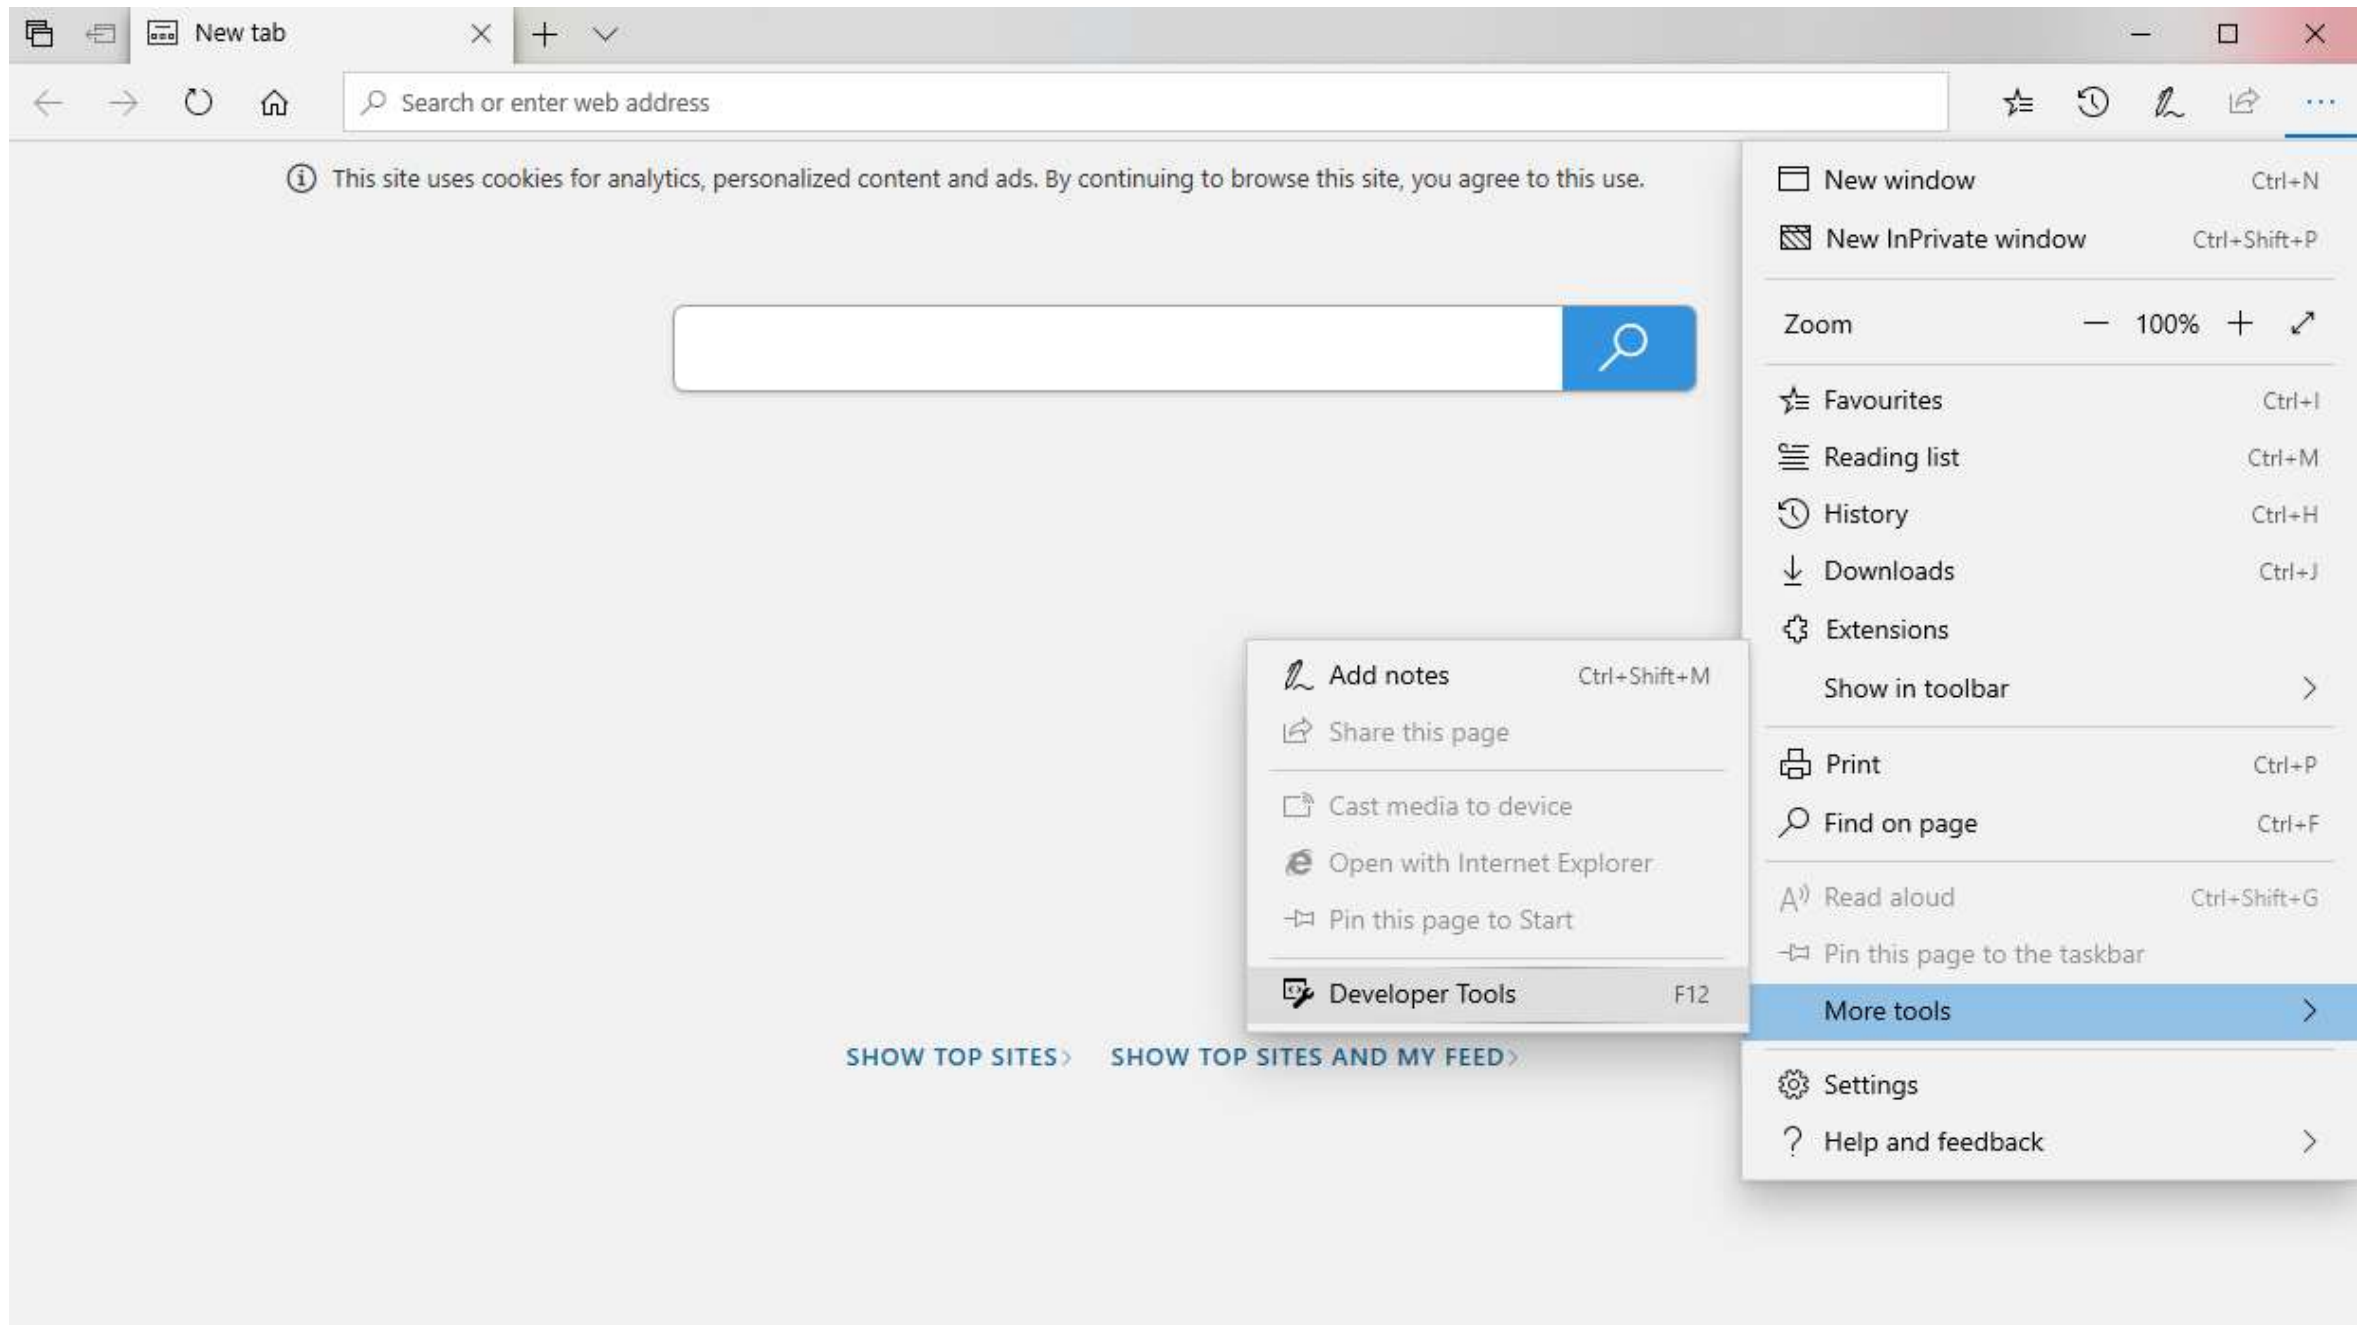 New tab
Search or enter web address
This site uses cookies for analytics, personalized content and ads. By continuing to browse this site, you agree to this use.
New window Ctrl+N
New InPrivate window Ctrl+Shift+P
Zoom 100%
Favourites Ctrl+I
Reading list Ctrl+M
History Ctrl+H
Downloads Ctrl+J
Extensions
Show in toolbar
Print Ctrl+P
Find on page Ctrl+F
Read aloud Ctrl+Shift+G
Pin this page to the taskbar
More tools
Settings
Help and feedback
Add notes Ctrl+Shift+M
Share this page
Cast media to device
Open with Internet Explorer
Pin this page to Start
Developer Tools F12
SHOW TOP SITES SHOW TOP SITES AND MY FEED